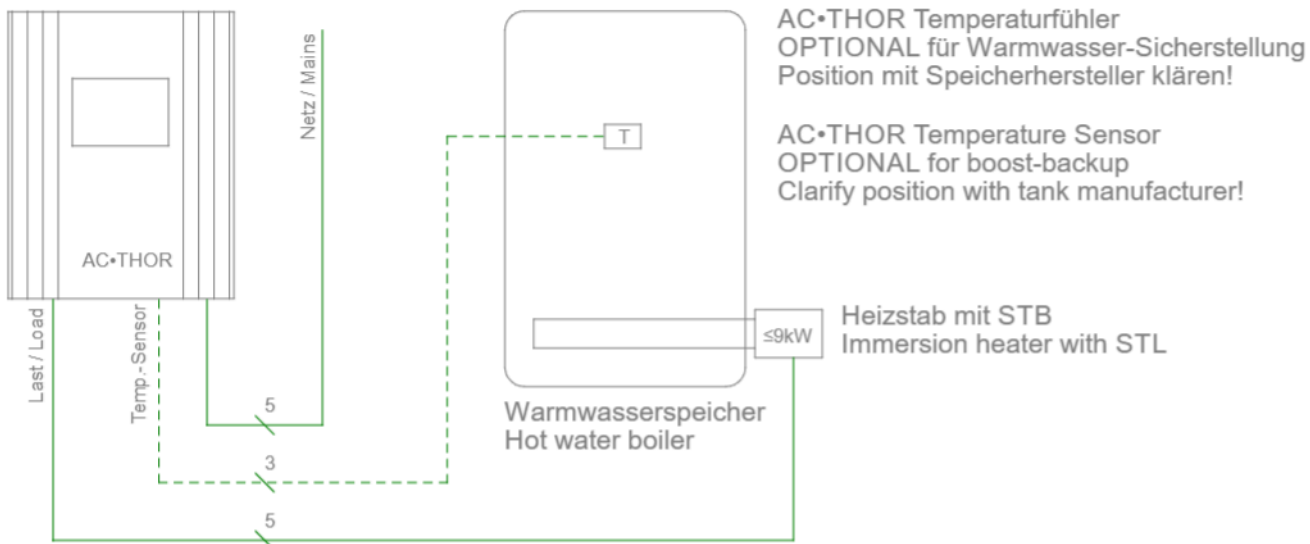 AC•THOR Temperaturfühler
OPTIONAL für Warmwasser-Sicherstellung
Position mit Speicherhersteller klären!
AC•THOR Temperature Sensor
OPTIONAL for boost-backup
Clarify position with tank manufacturer!
Netz / Mains
T
AC•THOR
Last / Load
Temp.-Sensor
≤9kW
Heizstab mit STB
Immersion heater with STL
Warmwasserspeicher
Hot water boiler
5
3
5